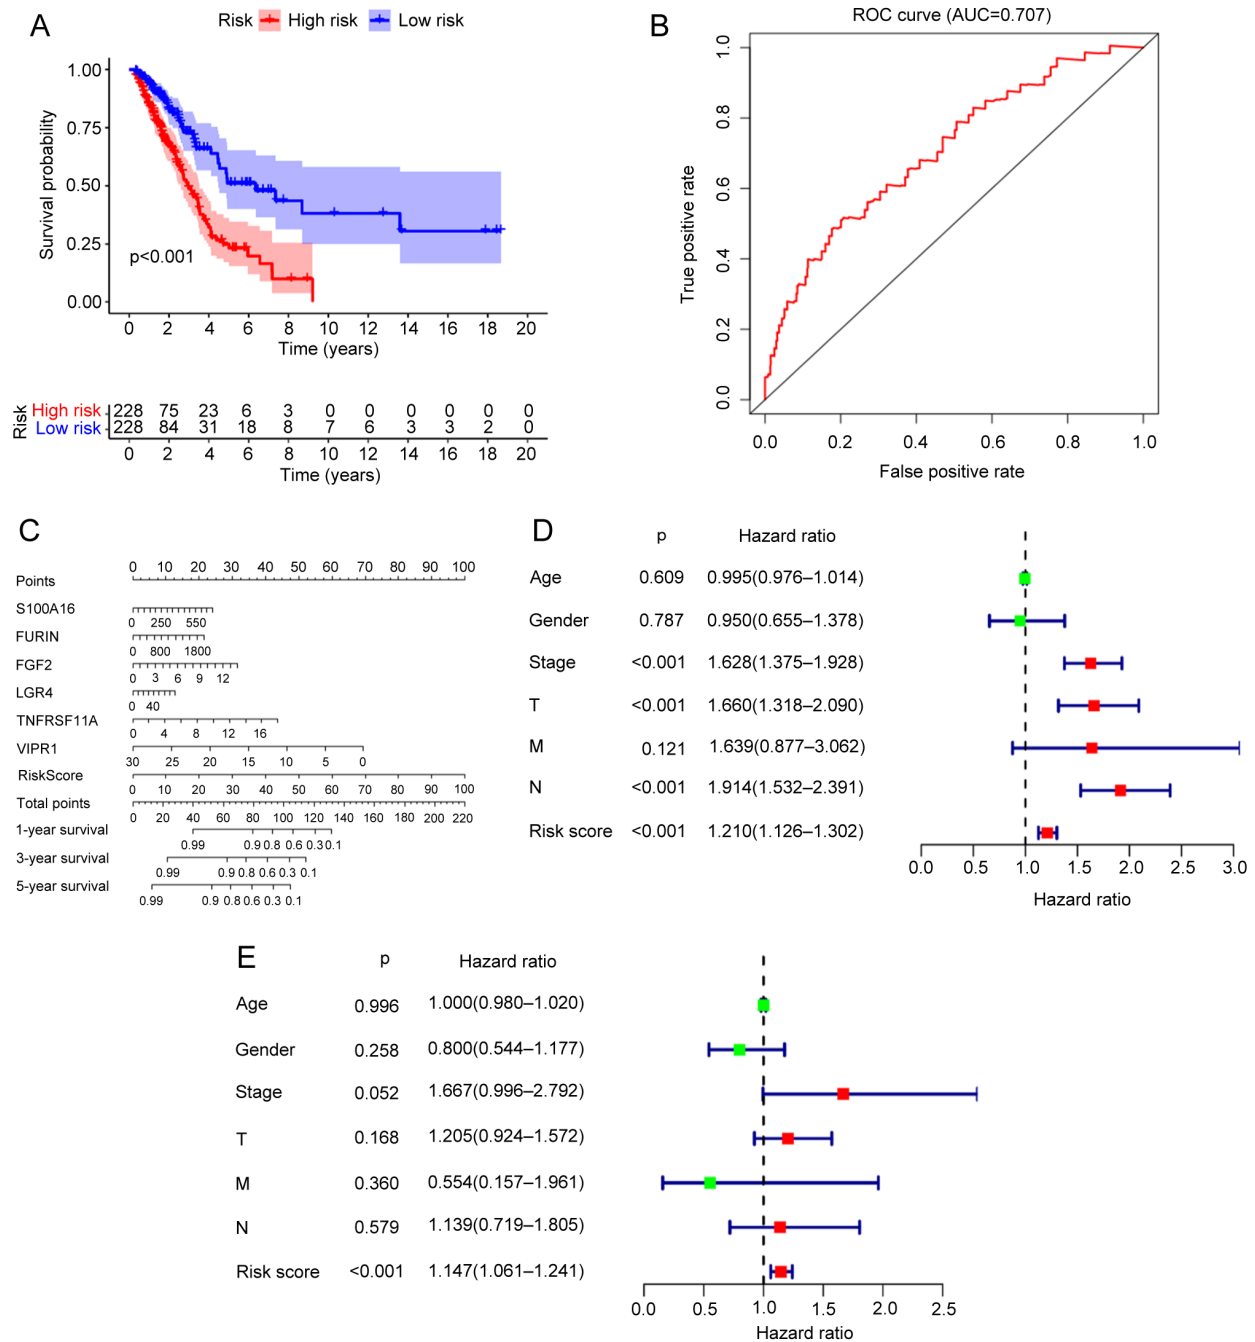 A
Risk High risk Low risk
Survival probability
1.00
0.75
0.50
0.25
0.00
p<0.001
0 2 4 6 8 10 12 14 16 18 20
Time (years)
Risk
High risk 228 75 23 6 3 0 0 0 0 0 0
Low risk 228 84 31 18 8 7 6 3 3 2 0
0 2 4 6 8 10 12 14 16 18 20
Time (years)
B
ROC curve (AUC=0.707)
True positive rate
1.0
0.8
0.6
0.4
0.2
0.0
0.0 0.2 0.4 0.6 0.8 1.0
False positive rate
C
Points 0 10 20 30 40 50 60 70 80 90 100
S100A16
0 250 550
FURIN
0 800 1800
FGF2
0 3 6 9 12
LGR4
0 40
TNFRSF11A
0 4 8 10 12 16
VIPR1
30 25 20 15 10 5 0
RiskScore
0 10 20 30 40 50 60 70 80 90 100
Total points
0 20 40 60 80 100 120 140 160 180 200 220
1-year survival
0.99 0.9 0.8 0.6 0.3 0.1
3-year survival
0.99 0.9 0.8 0.6 0.3 0.1
5-year survival
0.99 0.9 0.8 0.6 0.3 0.1
D
p Hazard ratio
Age 0.609 0.995(0.976–1.014)
Gender 0.787 0.950(0.655–1.378)
Stage <0.001 1.628(1.375–1.928)
T <0.001 1.660(1.318–2.090)
M 0.121 1.639(0.877–3.062)
N <0.001 1.914(1.532–2.391)
Risk score <0.001 1.210(1.126–1.302)
0.0 0.5 1.0 1.5 2.0 2.5 3.0
Hazard ratio
E
p Hazard ratio
Age 0.996 1.000(0.980–1.020)
Gender 0.258 0.800(0.544–1.177)
Stage 0.052 1.667(0.996–2.792)
T 0.168 1.205(0.924–1.572)
M 0.360 0.554(0.157–1.961)
N 0.579 1.139(0.719–1.805)
Risk score <0.001 1.147(1.061–1.241)
0.0 0.5 1.0 1.5 2.0 2.5
Hazard ratio